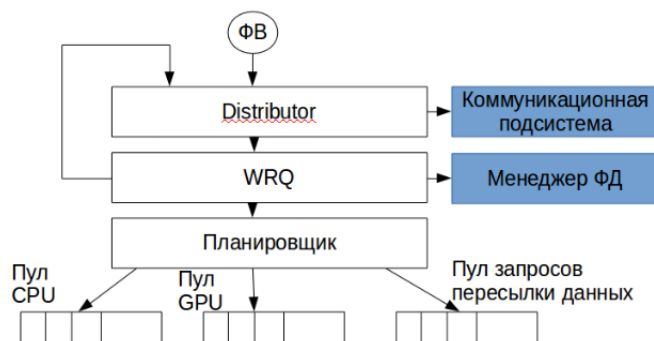 ФВ
Distributor
Коммуникационная
подсистема
WRQ
Менеджер ФД
Планировщик
Пул
CPU
Пул
GPU
Пул запросов
пересылки данных